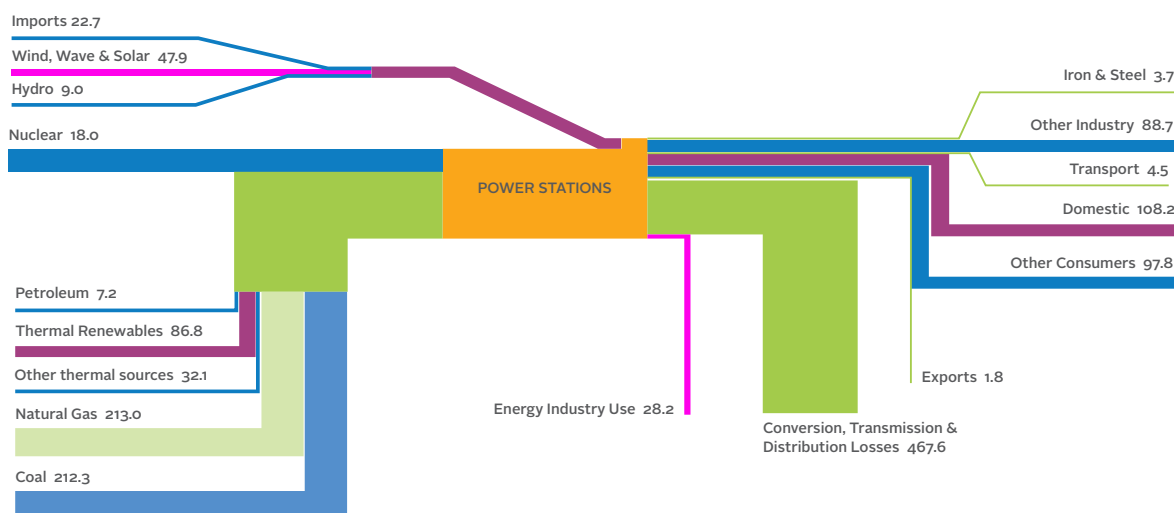 Imports 22.7
Wind, Wave & Solar 47.9
Hydro 9.0
Nuclear 18.0
POWER STATIONS
Iron & Steel 3.7
Other Industry 88.7
Transport 4.5
Domestic 108.2
Other Consumers 97.8
Petroleum 7.2
Thermal Renewables 86.8
Other thermal sources 32.1
Natural Gas 213.0
Coal 212.3
Energy Industry Use 28.2
Exports 1.8
Conversion, Transmission &
Distribution Losses 467.6